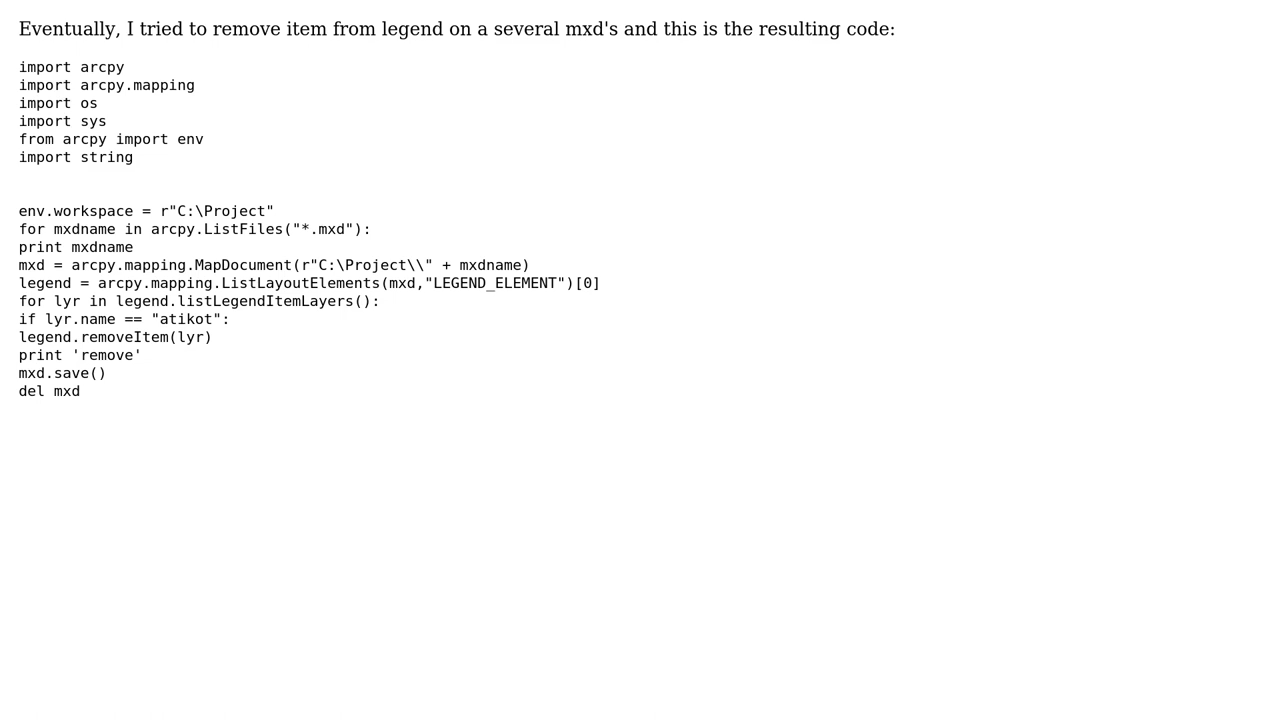 Eventually, I tried to remove item from legend on a several mxd's and this is the resulting code:
import arcpy
import arcpy.mapping
import os
import sys
from arcpy import env
import string
env.workspace = r"C:\Project"
for mxdname in arcpy.ListFiles("*.mxd"):
print mxdname
mxd = arcpy.mapping.MapDocument(r"C:\Project\\" + mxdname)
legend = arcpy.mapping.ListLayoutElements(mxd,"LEGEND_ELEMENT")[0]
for lyr in legend.listLegendItemLayers():
if lyr.name == "atikot":
legend.removeItem(lyr)
print 'remove'
mxd.save()
del mxd